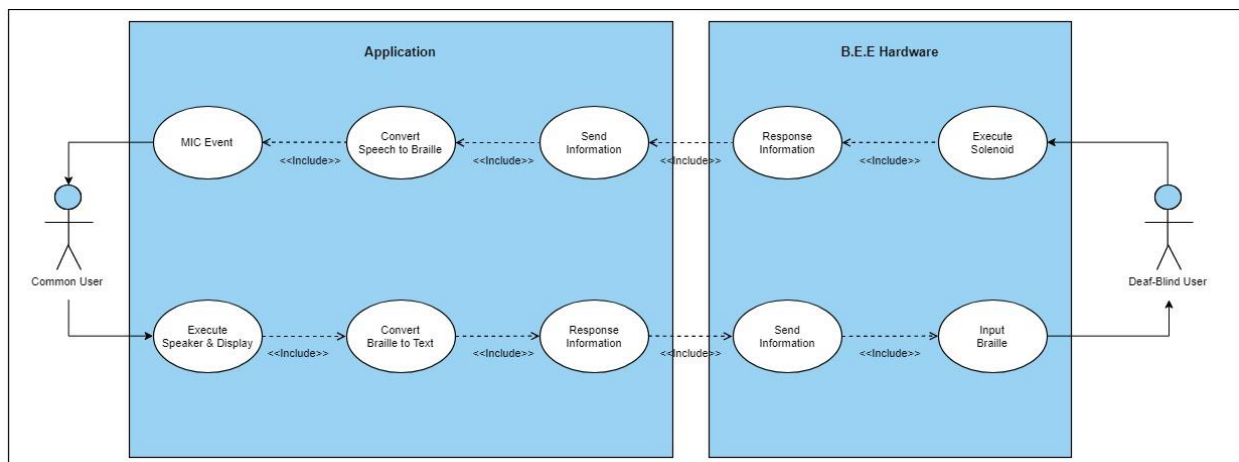 Application
B.E.E Hardware
MIC Event
Convert
Speech to Braille
Send
Information
Response
Information
Execute
Solenoid
<<Include>>
<<Include>>
<<Include>>
<<Include>>
Common User
Deaf-Blind User
Execute
Speaker & Display
Convert
Braille to Text
Response
Information
Send
Information
Input
Braille
<<Include>>
<<Include>>
<<Include>>
<<Include>>